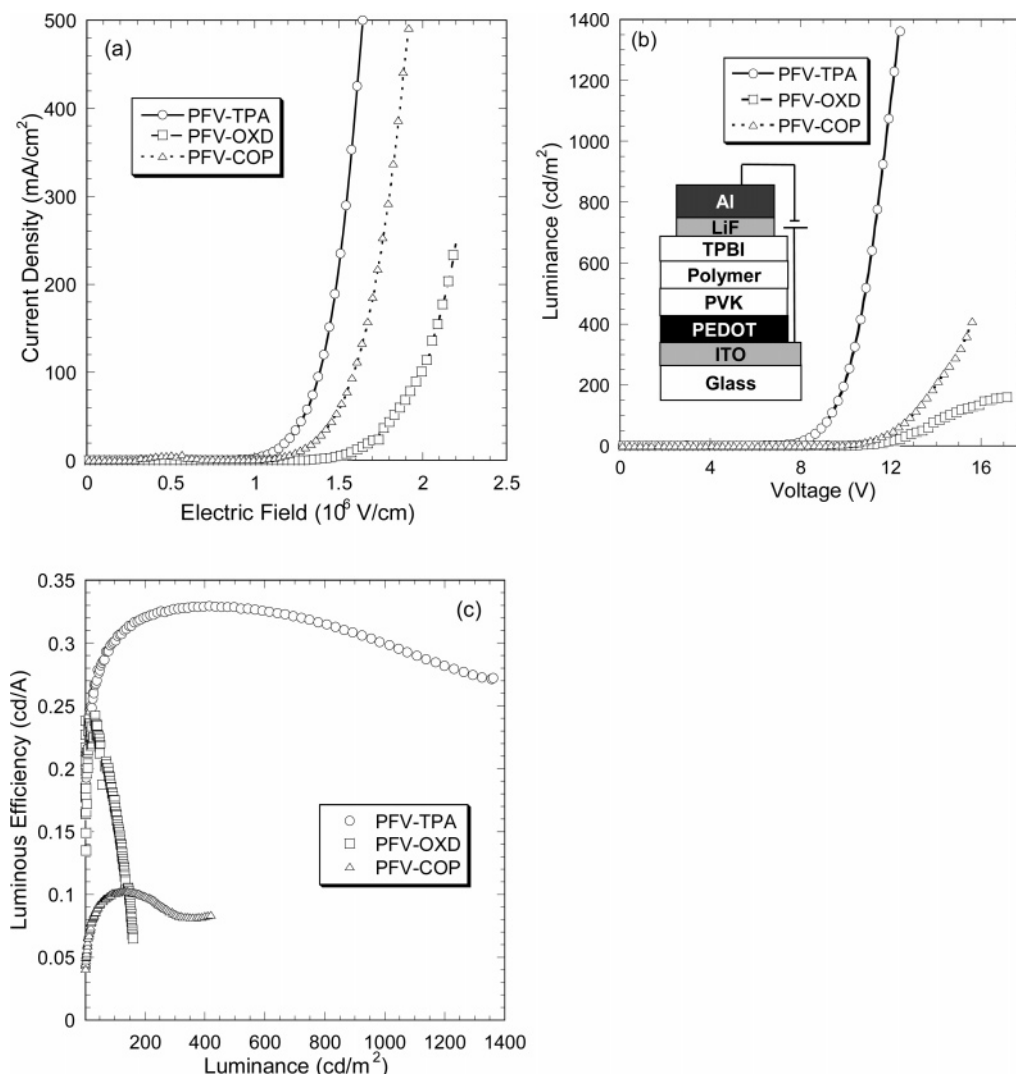 (a)
500
400
300
200
100
0
Current Density (mA/cm²)
PFV-TPA
PFV-OXD
PFV-COP
0 0.5 1 1.5 2 2.5
Electric Field (10⁶ V/cm)
(b)
1400
1200
1000
800
600
400
200
0
Luminance (cd/m²)
PFV-TPA
PFV-OXD
PFV-COP
Al
LiF
TPBI
Polymer
PVK
PEDOT
ITO
Glass
0 4 8 12 16
Voltage (V)
(c)
0.35
0.3
0.25
0.2
0.15
0.1
0.05
0
Luminous Efficiency (cd/A)
PFV-TPA
PFV-OXD
PFV-COP
200 400 600 800 1000 1200 1400
Luminance (cd/m²)